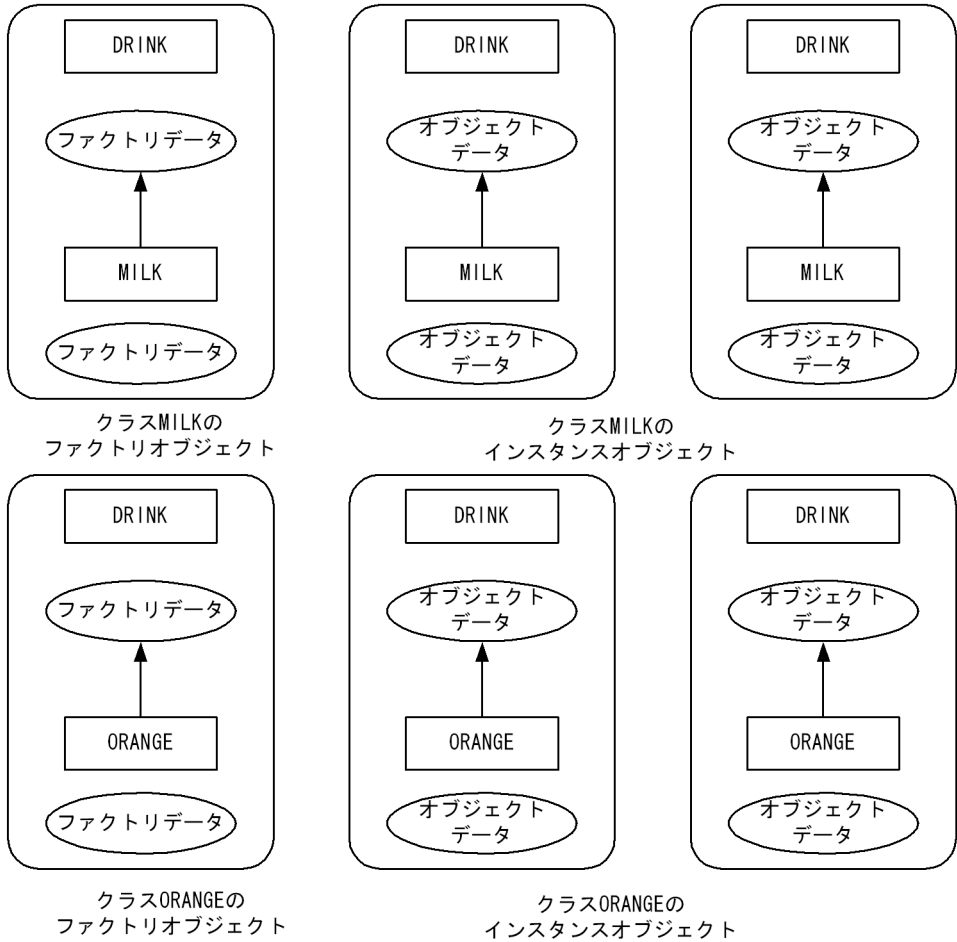 DRINK
DRINK
DRINK
ファクトリデータ
オブジェクト
データ
オブジェクト
データ
MILK
MILK
MILK
ファクトリデータ
オブジェクト
データ
オブジェクト
データ
クラスMILKの
ファクトリオブジェクト
クラスMILKの
インスタンスオブジェクト
DRINK
DRINK
DRINK
ファクトリデータ
オブジェクト
データ
オブジェクト
データ
ORANGE
ORANGE
ORANGE
ファクトリデータ
オブジェクト
データ
オブジェクト
データ
クラスORANGEの
ファクトリオブジェクト
クラスORANGEの
インスタンスオブジェクト